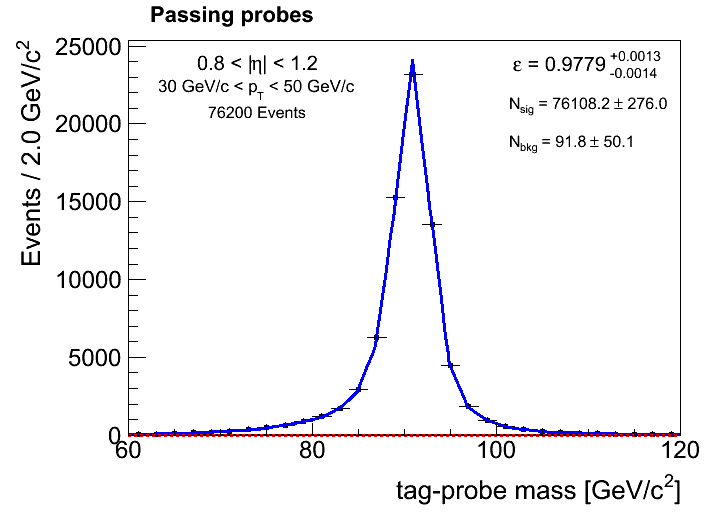 Passing probes
Events / 2.0 GeV/c²
25000
20000
15000
10000
5000
0
0.8 < |η| < 1.2
30 GeV/c < p_T < 50 GeV/c
76200 Events
ε = 0.9779 +0.0013 -0.0014
N_sig = 76108.2 ± 276.0
N_bkg = 91.8 ± 50.1
60 80 100 120
tag-probe mass [GeV/c²]